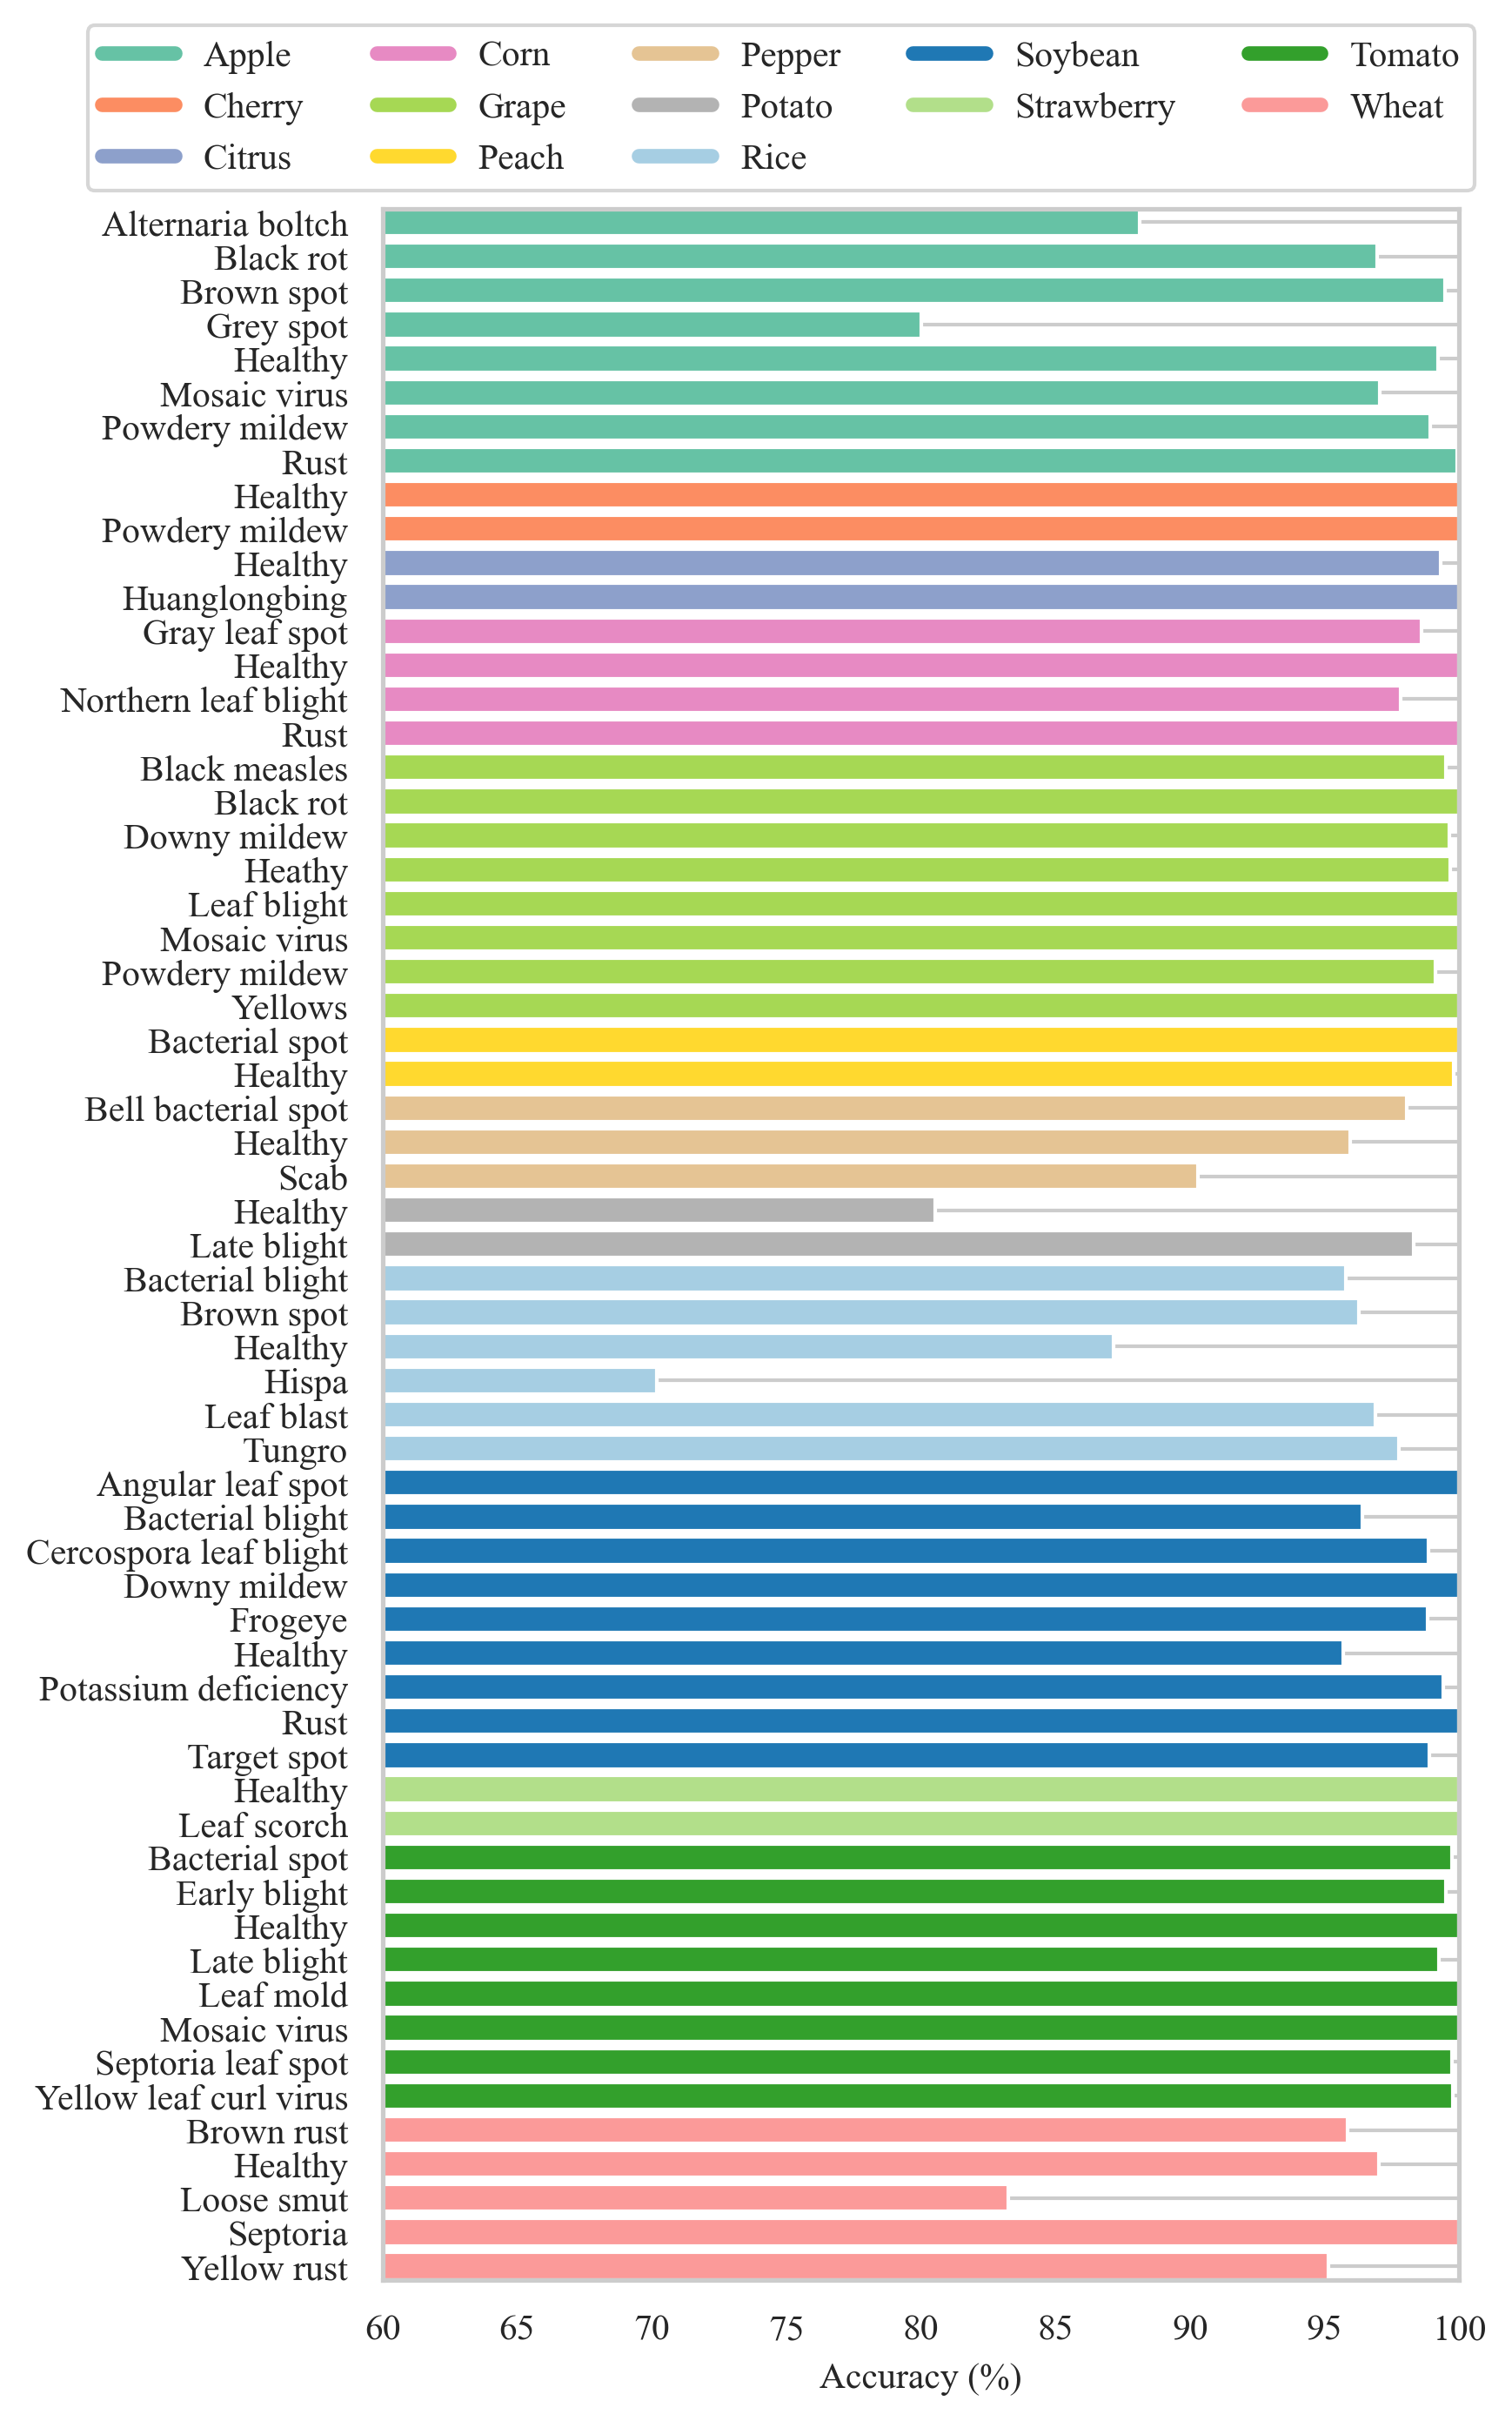 Apple Corn Pepper Soybean Tomato
Cherry Grape Potato Strawberry Wheat
Citrus Peach Rice
Alternaria boltch
Black rot
Brown spot
Grey spot
Healthy
Mosaic virus
Powdery mildew
Rust
Healthy
Powdery mildew
Healthy
Huanglongbing
Gray leaf spot
Healthy
Northern leaf blight
Rust
Black measles
Black rot
Downy mildew
Heathy
Leaf blight
Mosaic virus
Powdery mildew
Yellows
Bacterial spot
Healthy
Bell bacterial spot
Healthy
Scab
Healthy
Late blight
Bacterial blight
Brown spot
Healthy
Hispa
Leaf blast
Tungro
Angular leaf spot
Bacterial blight
Cercospora leaf blight
Downy mildew
Frogeye
Healthy
Potassium deficiency
Rust
Target spot
Healthy
Leaf scorch
Bacterial spot
Early blight
Healthy
Late blight
Leaf mold
Mosaic virus
Septoria leaf spot
Yellow leaf curl virus
Brown rust
Healthy
Loose smut
Septoria
Yellow rust
60 65 70 75 80 85 90 95 100
Accuracy (%)